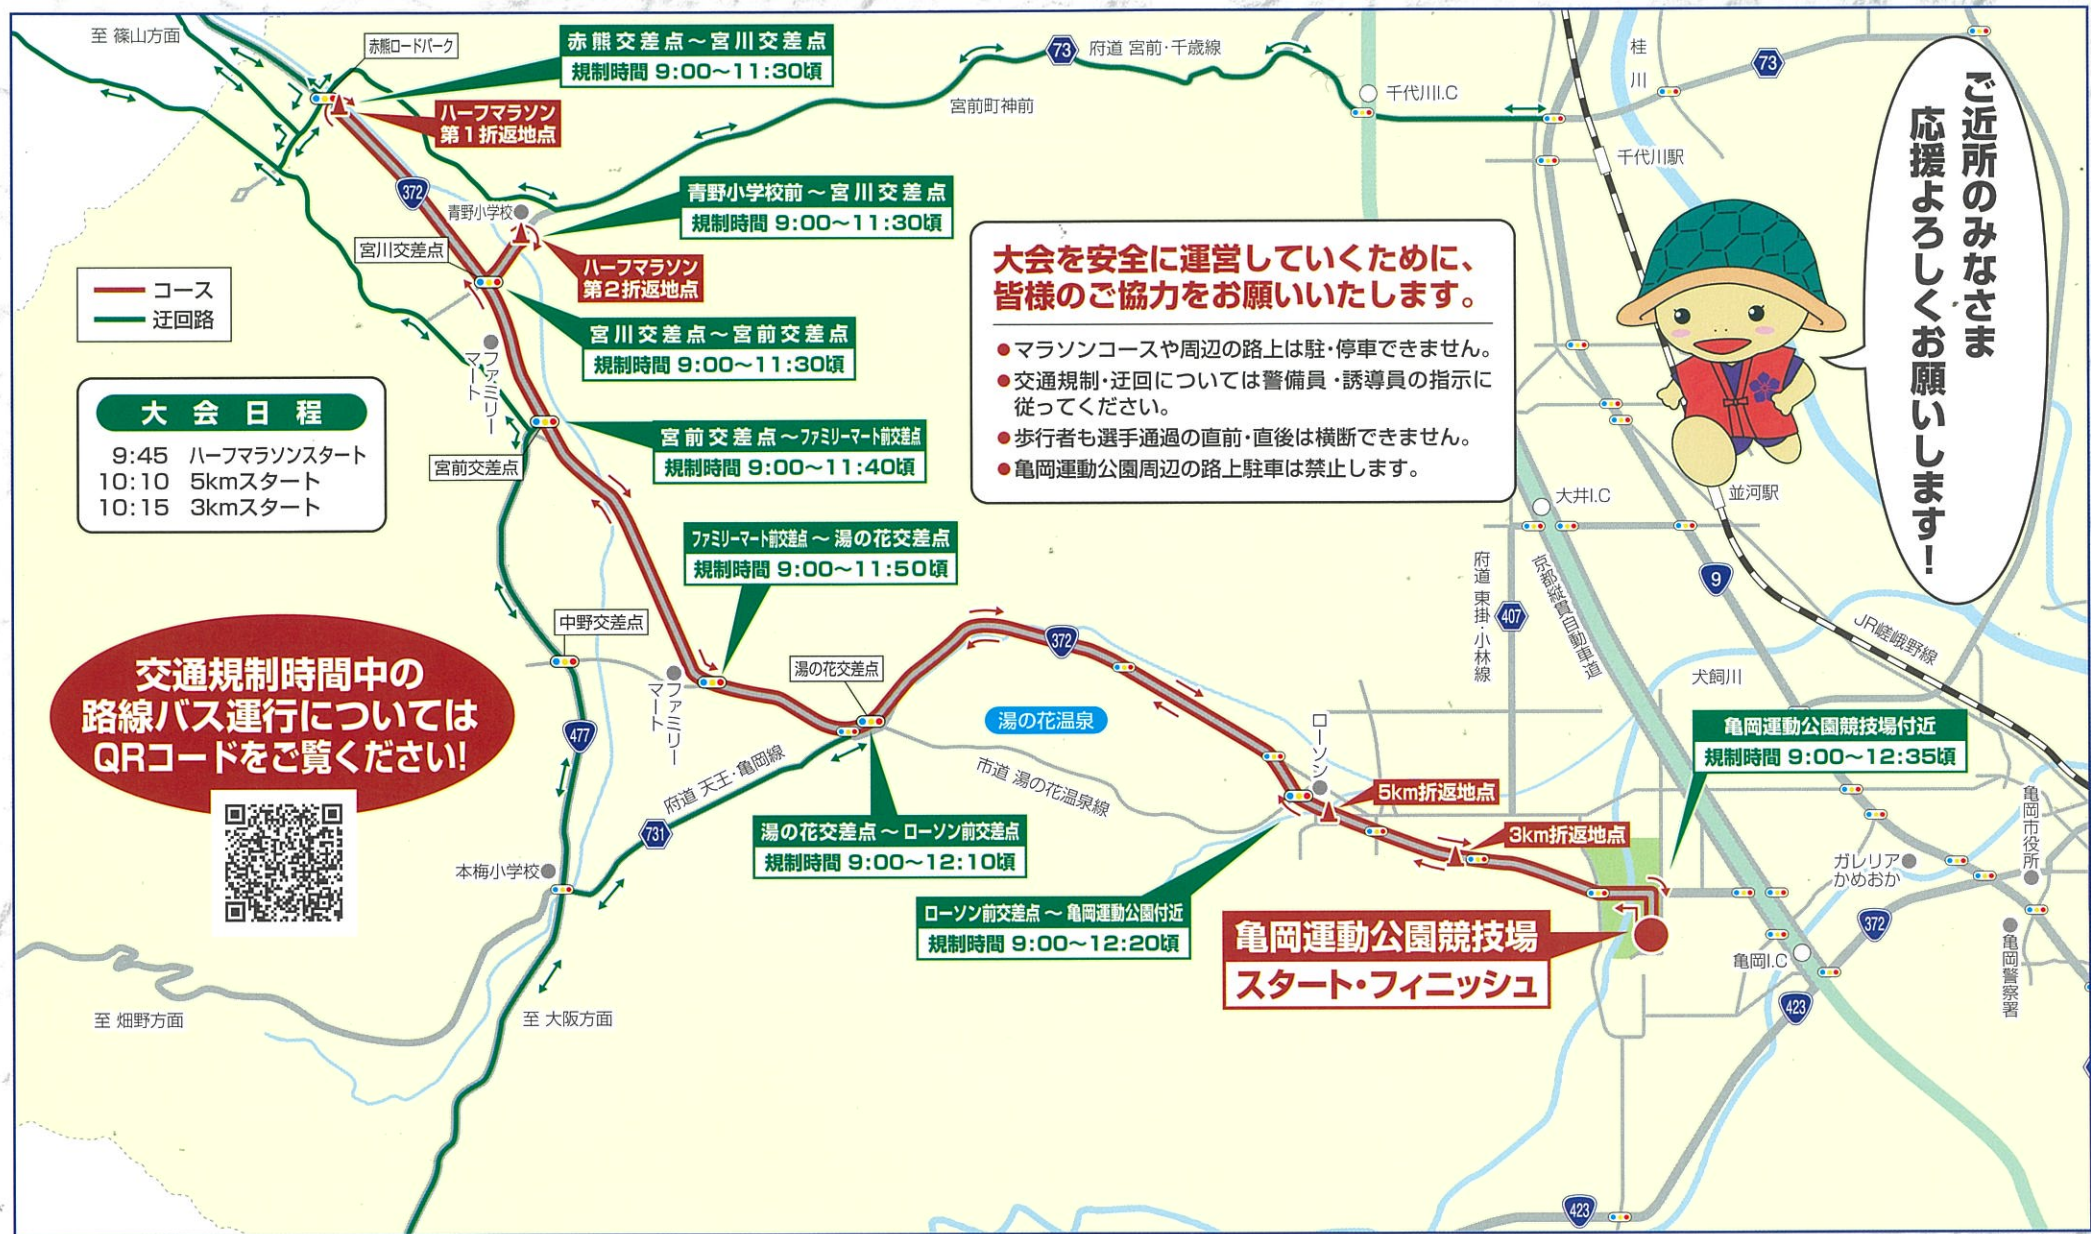 至 篠山方面
赤熊ロードパーク
赤熊交差点～宮川交差点
規制時間 9:00～11:30頃
ハーフマラソン
第1折返地点
73
府道 宮前・千歳線
宮前町神前
千代川I.C
桂川
73
千代川駅
ご近所のみなさま
応援よろしくお願いします！
372
青野小学校
青野小学校前～宮川交差点
規制時間 9:00～11:30頃
ハーフマラソン
第2折返地点
宮川交差点
コース
迂回路
宮川交差点～宮前交差点
規制時間 9:00～11:30頃
ファミリー
マート
大会を安全に運営していくために、
皆様のご協力をお願いいたします。
●マラソンコースや周辺の路上は駐・停車できません。
●交通規制・迂回については警備員・誘導員の指示に
従ってください。
●歩行者も選手通過の直前・直後は横断できません。
●亀岡運動公園周辺の路上駐車は禁止します。
大会日程
9:45 ハーフマラソンスタート
10:10 5kmスタート
10:15 3kmスタート
宮前交差点
宮前交差点～ファミリーマート前交差点
規制時間 9:00～11:40頃
大井I.C
並河駅
ファミリーマート前交差点～湯の花交差点
規制時間 9:00～11:50頃
府道 東掛・小林線
407
京都縦貫自動車道
9
JR嵯峨野線
犬飼川
中野交差点
交通規制時間中の
路線バス運行については
QRコードをご覧ください!
477
ファミリー
マート
湯の花交差点
372
湯の花温泉
府道 天王・亀岡線
731
市道 湯の花温泉線
ローソン
亀岡運動公園競技場付近
規制時間 9:00～12:35頃
5km折返地点
3km折返地点
湯の花交差点～ローソン前交差点
規制時間 9:00～12:10頃
本梅小学校
ローソン前交差点～亀岡運動公園付近
規制時間 9:00～12:20頃
亀岡運動公園競技場
スタート・フィニッシュ
ガレリア
かめおか
亀岡市役所
372
亀岡I.C
亀岡警察署
423
至 畑野方面
至 大阪方面
423